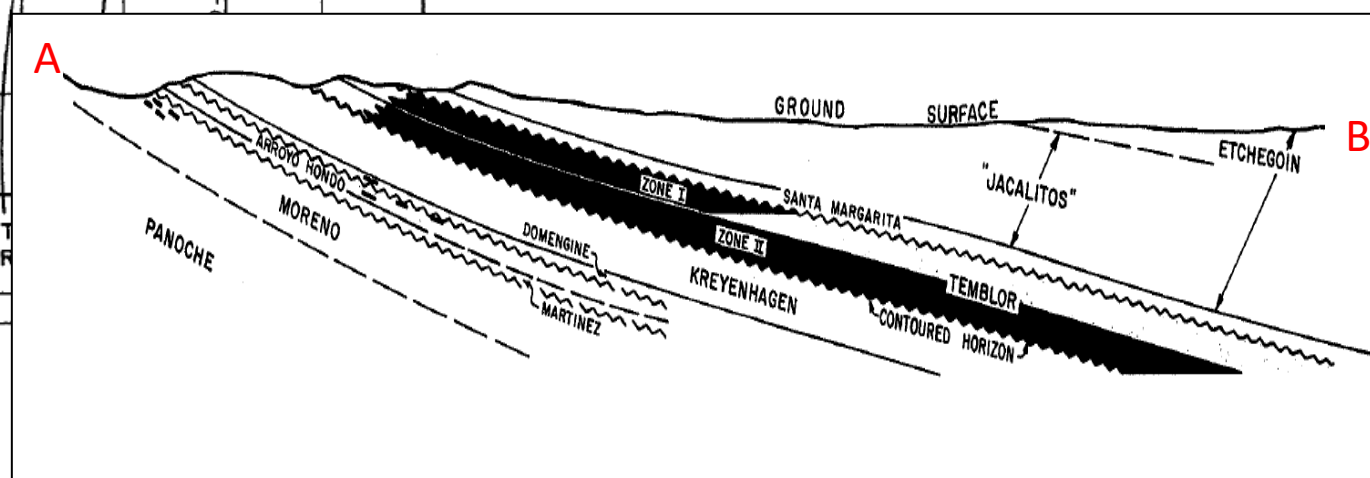 A
GROUND SURFACE
B
ETCHEGOIN
"JACALITOS"
ARROYO HONDO
ZONE I
SANTA MARGARITA
MORENO
ZONE II
PANOCHE
DOMENGINE
KREYENHAGEN
TEMBLOR
MARTINEZ
CONTOURED HORIZON
T
R